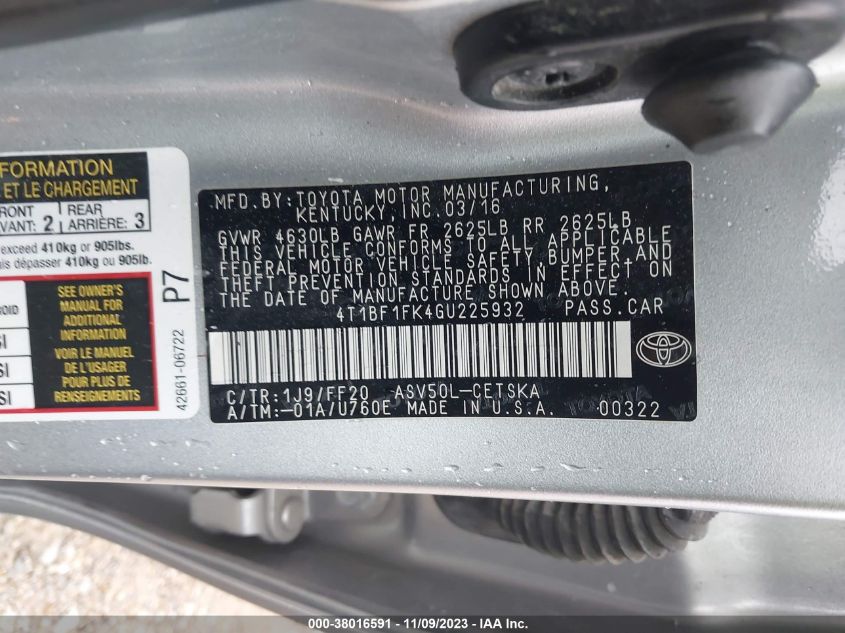 FORMATION
ET LE CHARGEMENT
FRONT
VANT: 2
REAR
ARRIÈRE: 3
exceed 410kg or 905lbs.
ais dépasser 410kg ou 905lb.
SEE OWNER'S
MANUAL FOR
ADDITIONAL
INFORMATION
VOIR LE MANUEL
DE L'USAGER
POUR PLUS DE
RENSEIGNEMENTS
P7
42661-06722
MFD.BY:TOYOTA MOTOR MANUFACTURING,
KENTUCKY, INC.03/16
GVWR 4630LB GAWR FR 2625LB RR 2625LB
THIS VEHICLE CONFORMS TO ALL APPLICABLE
FEDERAL MOTOR VEHICLE SAFETY,BUMPER,AND
THEFT PREVENTION STANDARDS IN EFFECT ON
THE DATE OF MANUFACTURE SHOWN ABOVE.
4T1BF1FK4GU225932 PASS.CAR
C/TR:1J9/FF20 ASV50L-CETSKA
A/TM:-01A/U760E MADE IN U.S.A. 00322
000-38016591 - 11/09/2023 - IAA Inc.